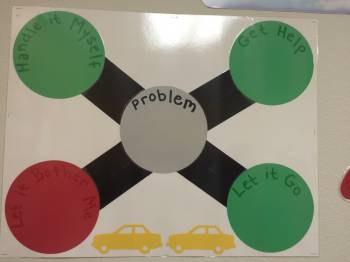 Handle it Myself
Get Help
Problem
Let it Bother Me
Let it Go